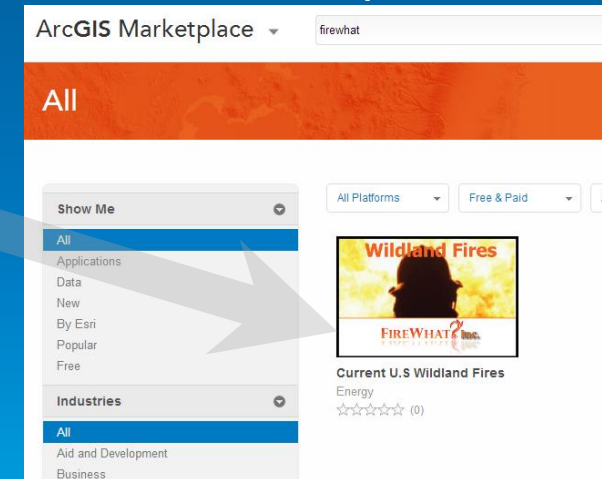 ArcGIS Marketplace
firewhat
All
Show Me
All
Applications
Data
New
By Esri
Popular
Free
Industries
All
Aid and Development
Business
All Platforms
Free & Paid
Wildland Fires
FIREWHAT? Inc.
Current U.S Wildland Fires
Energy
(0)